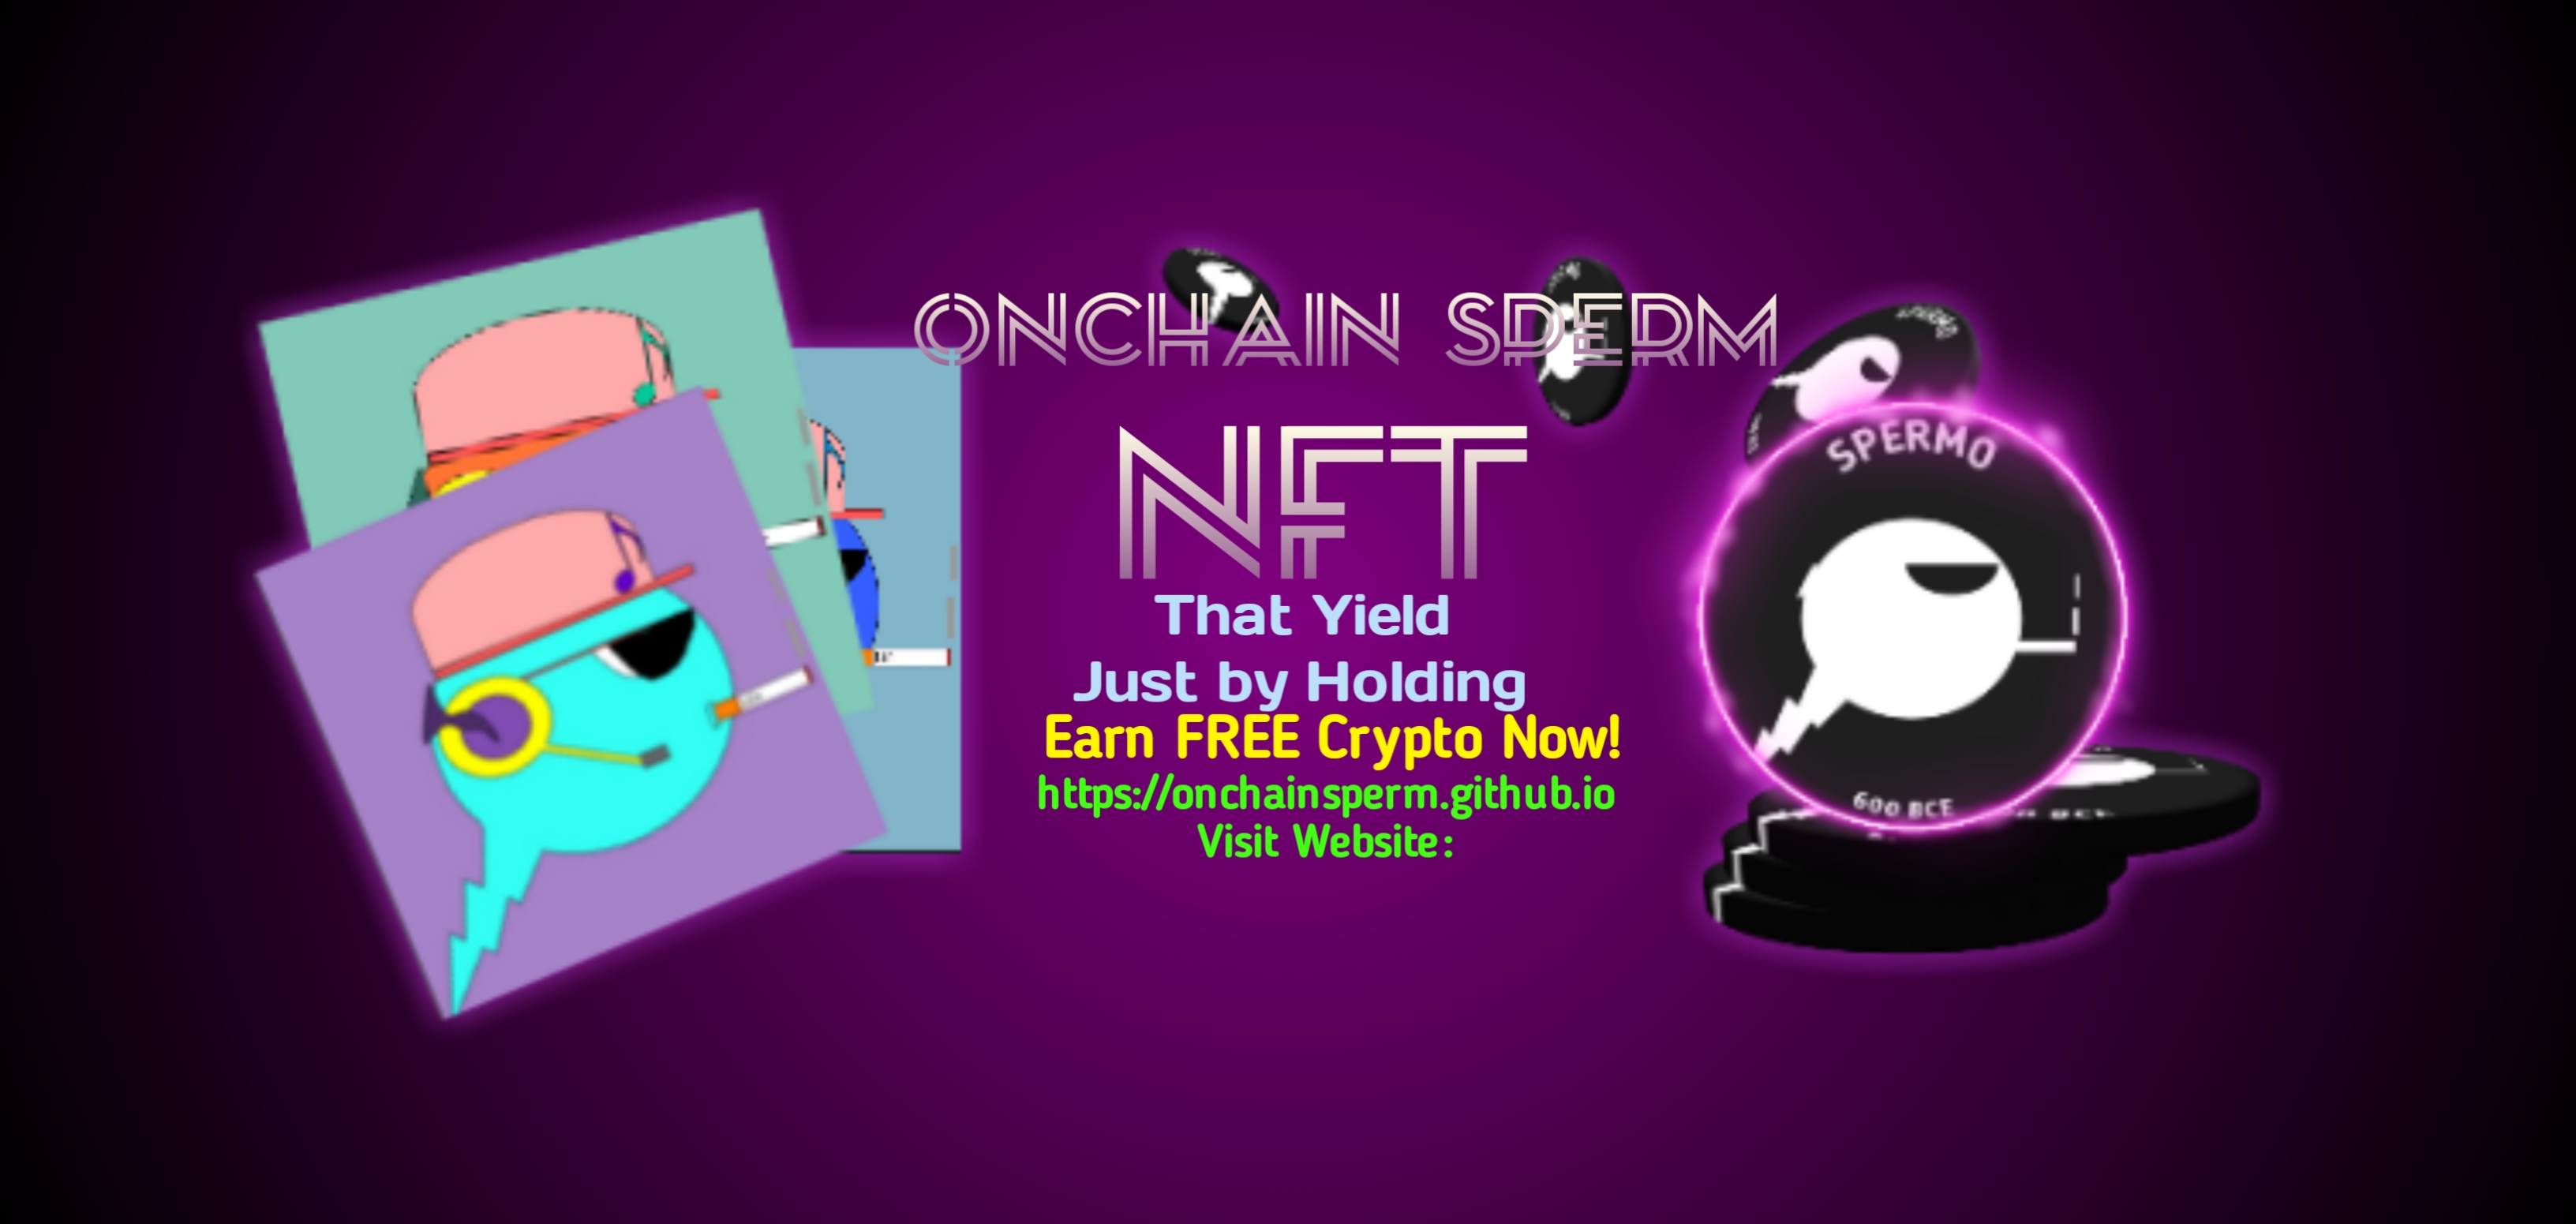 ONCHAIN SPERM
NFT
That Yield
Just by Holding
Earn FREE Crypto Now!
https://onchainsperm.github.io
Visit Website:
SPERMO
600 BCE